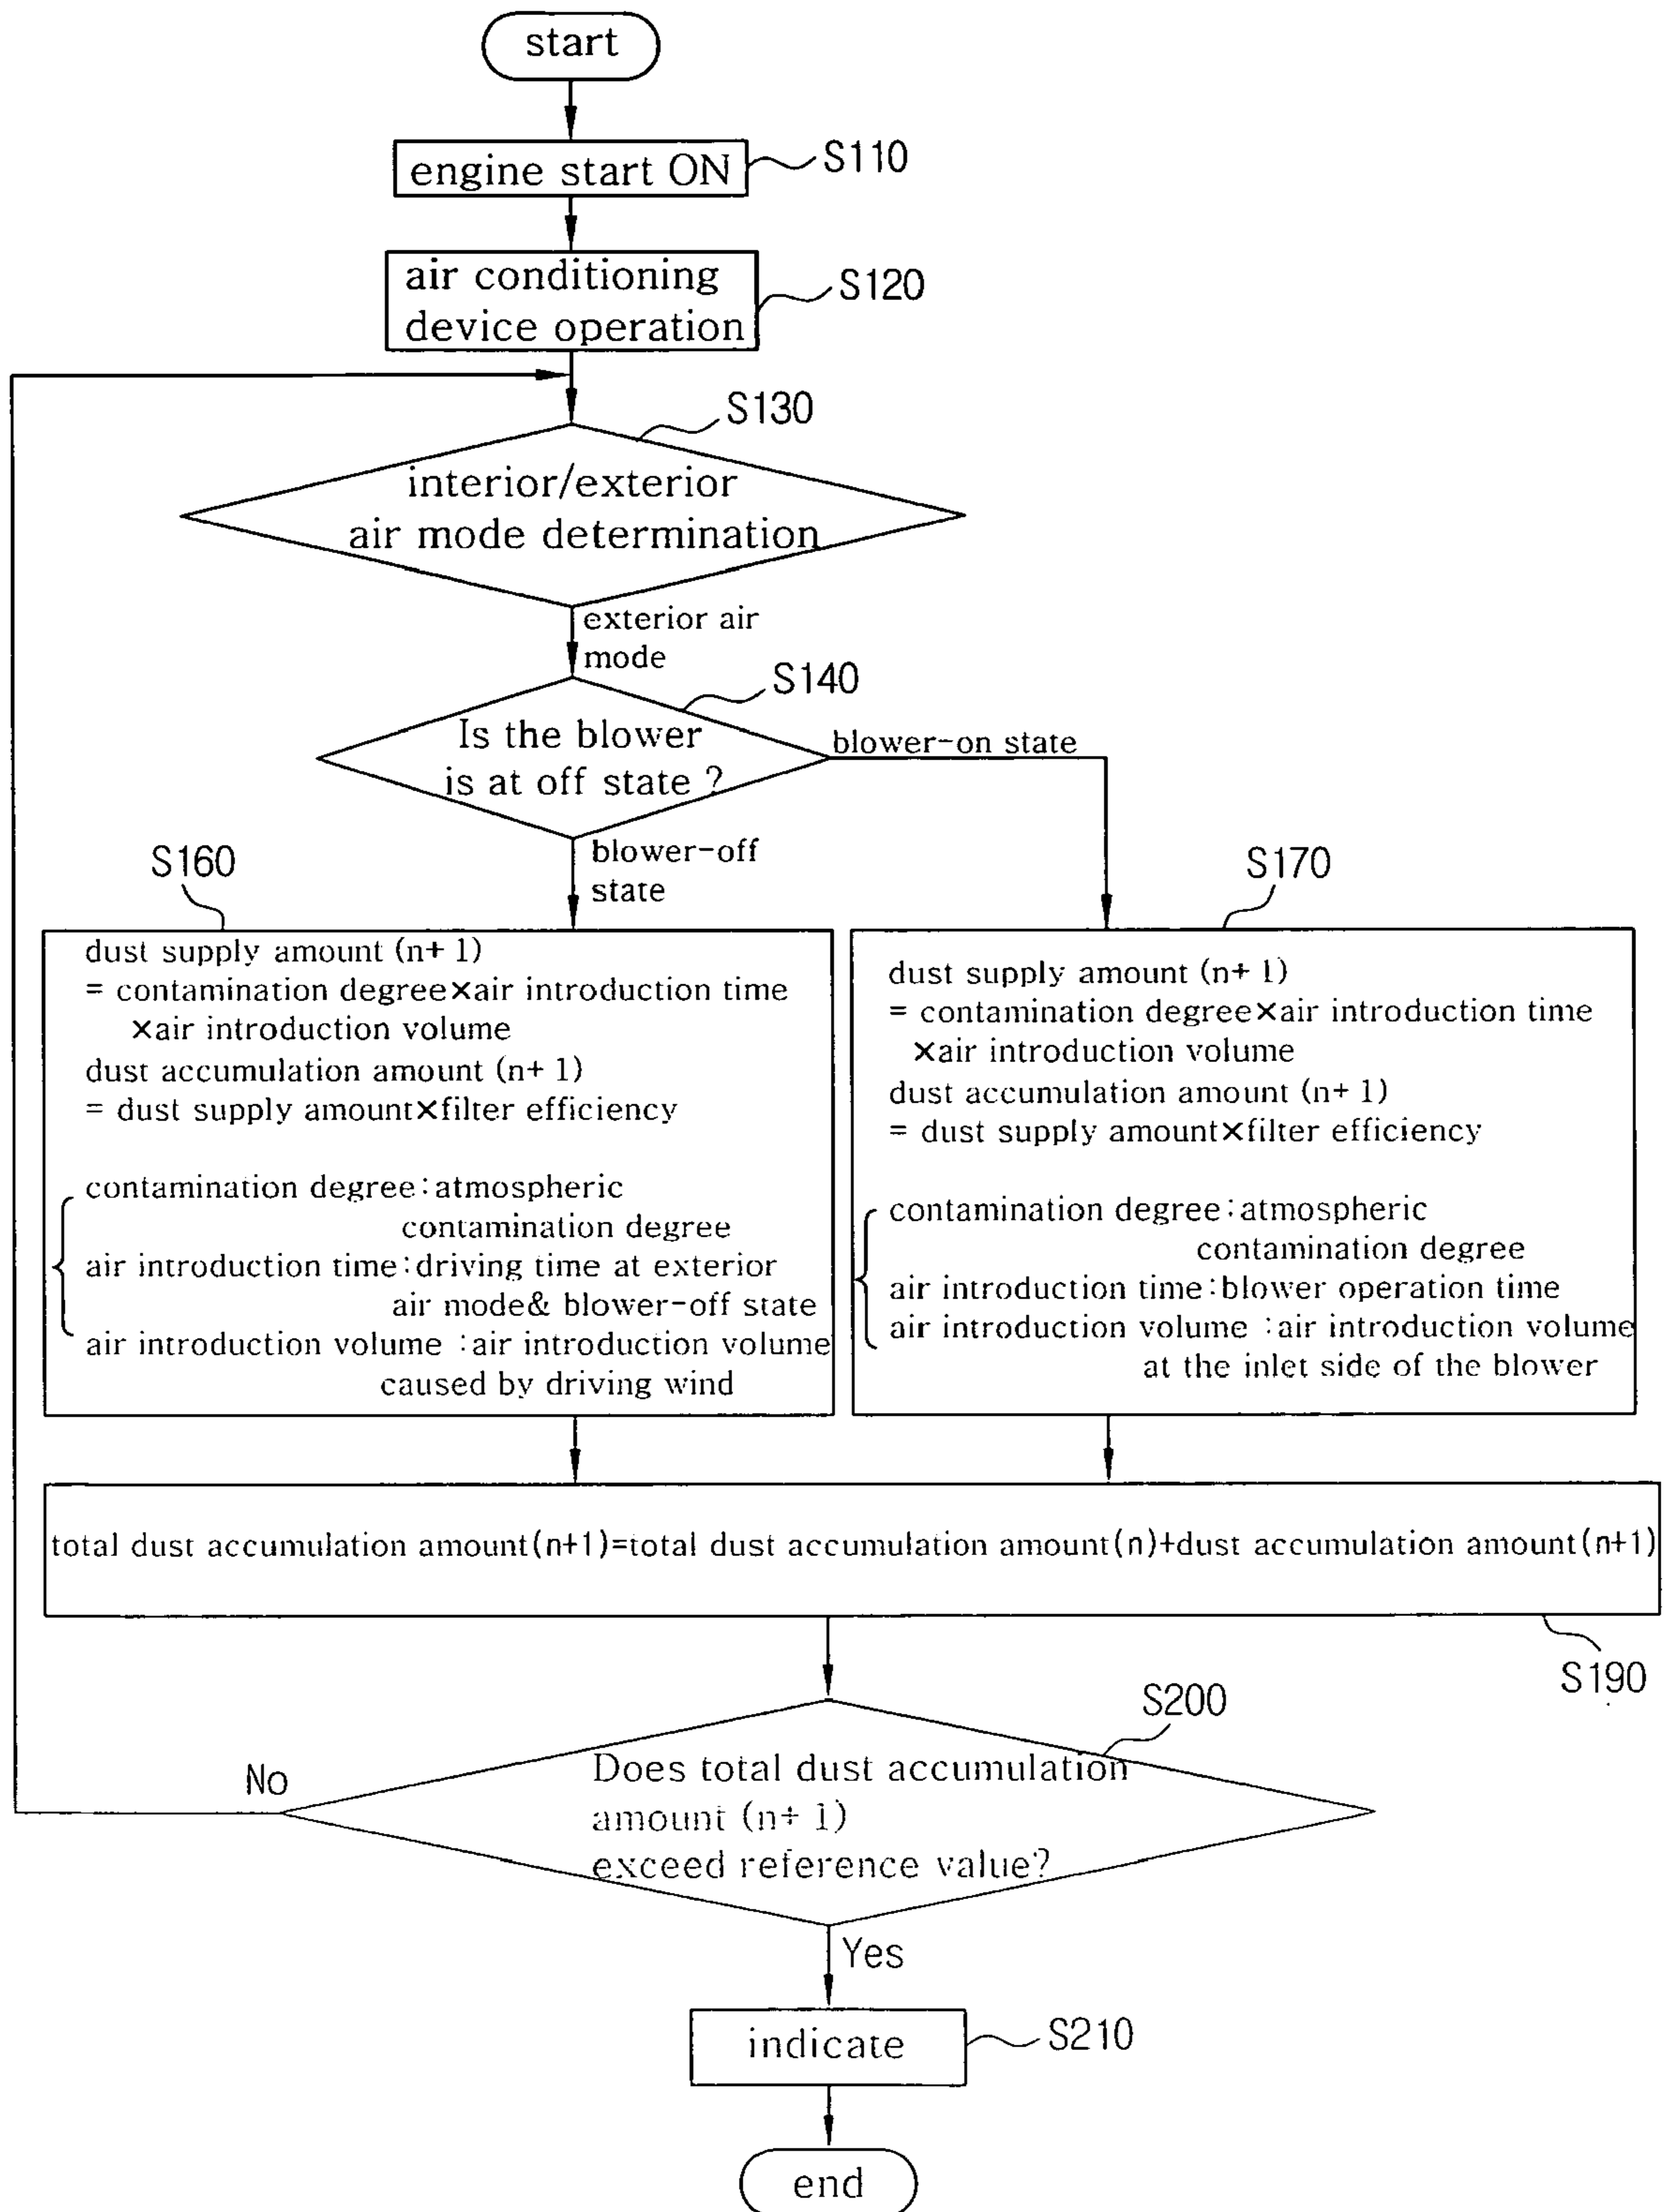 start
engine start ON
S110
air conditioning
device operation
S120
S130
interior/exterior
air mode determination
exterior air
mode
S140
Is the blower
is at off state ?
blower-on state
blower-off
state
S160
S170
dust supply amount (n+ 1)
= contamination degree×air introduction time
×air introduction volume
dust accumulation amount (n+ 1)
= dust supply amount×filter efficiency
contamination degree:atmospheric
contamination degree
air introduction time:driving time at exterior
air mode& blower-off state
air introduction volume :air introduction volume
caused by driving wind
dust supply amount (n+ 1)
= contamination degree×air introduction time
×air introduction volume
dust accumulation amount (n+ 1)
= dust supply amount×filter efficiency
contamination degree:atmospheric
contamination degree
air introduction time:blower operation time
air introduction volume :air introduction volume
at the inlet side of the blower
total dust accumulation amount(n+1)=total dust accumulation amount(n)+dust accumulation amount(n+1)
S190
S200
Does total dust accumulation
amount (n+ 1)
exceed reference value?
No
Yes
indicate
S210
end